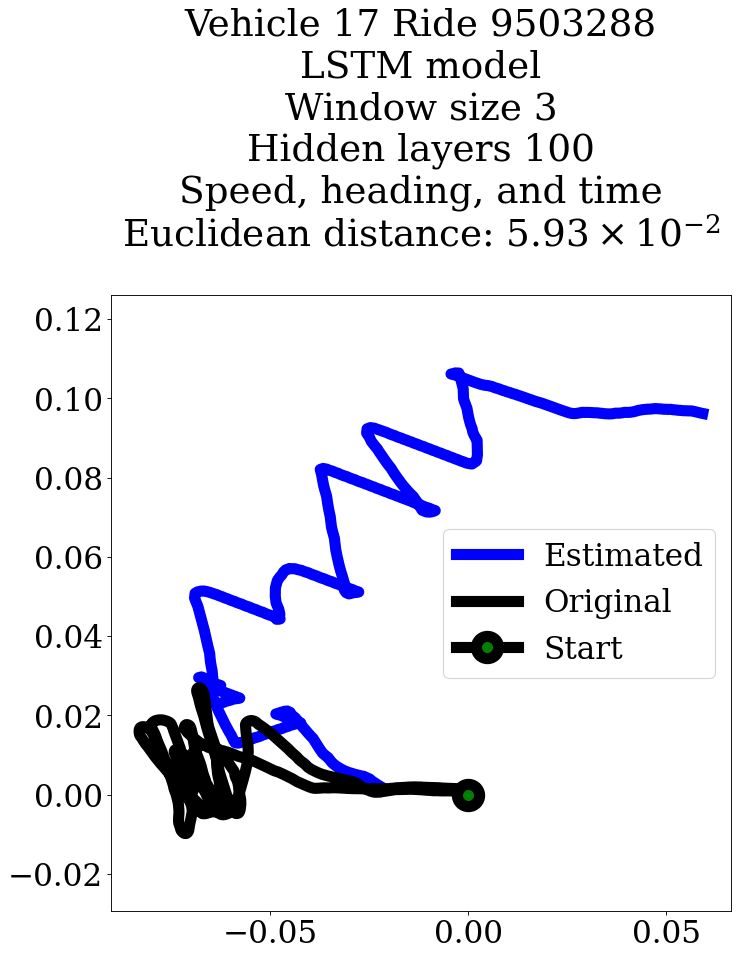 Vehicle 17 Ride 9503288
LSTM model
Window size 3
Hidden layers 100
Speed, heading, and time
Euclidean distance: 5.93 × 10⁻²
0.12
0.10
0.08
0.06
0.04
0.02
0.00
−0.02
Estimated
Original
Start
−0.05 0.00 0.05